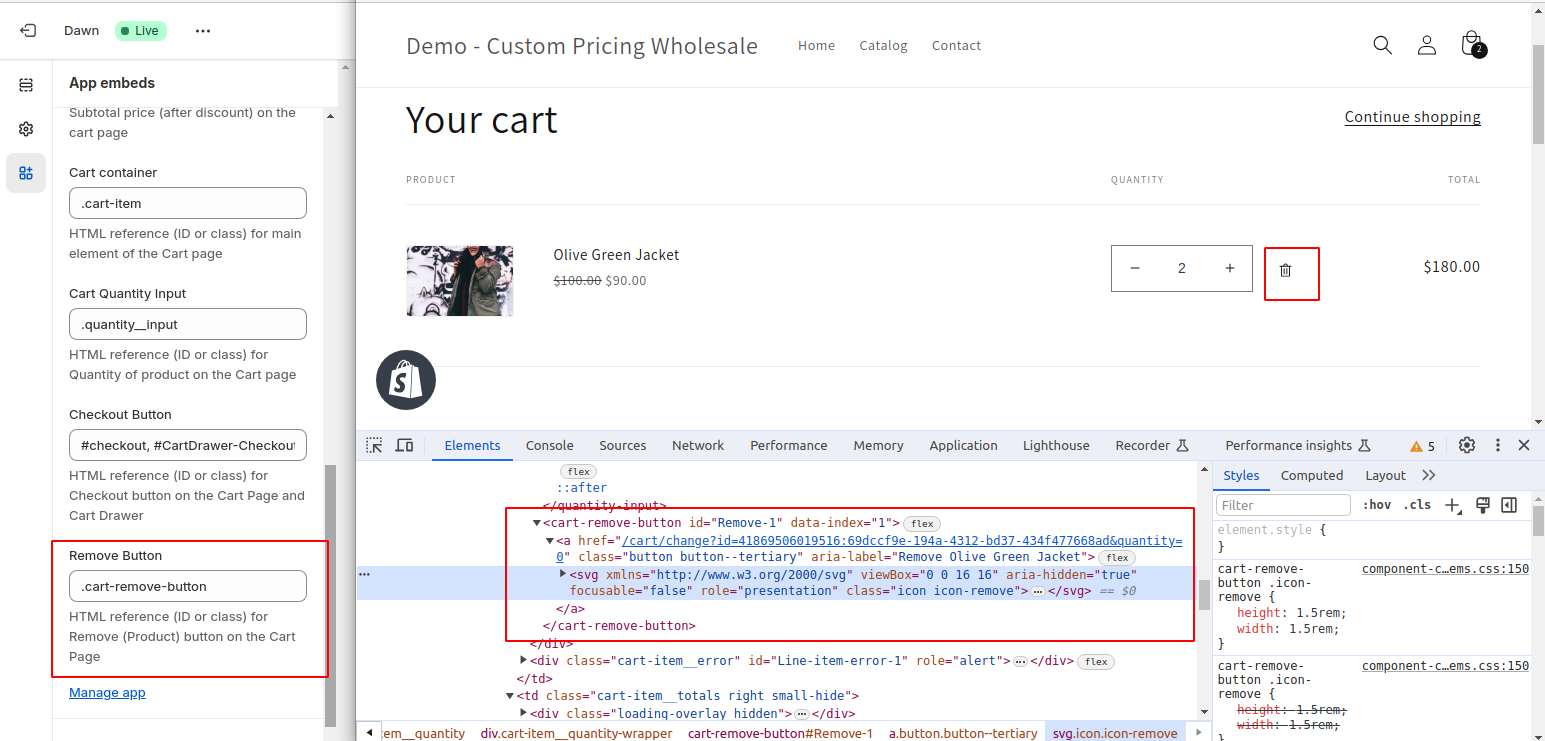 Dawn
Live
App embeds
Subtotal price (after discount) on the
cart page
Cart container
.cart-item
HTML reference (ID or class) for main
element of the Cart page
Cart Quantity Input
.quantity__input
HTML reference (ID or class) for
Quantity of product on the Cart page
Checkout Button
#checkout, #CartDrawer-Checkout
HTML reference (ID or class) for
Checkout button on the Cart Page and
Cart Drawer
Remove Button
.cart-remove-button
HTML reference (ID or class) for
Remove (Product) button on the Cart
Page
Manage app
Demo - Custom Pricing Wholesale Home Catalog Contact
2
Your cart
Continue shopping
PRODUCT QUANTITY TOTAL
Olive Green Jacket
$100.00 $90.00
− 2 +
$180.00
S
Elements Console Sources Network Performance Memory Application Lighthouse Recorder Performance insights 5
flex
::after
</quantity-input>
▼<cart-remove-button id="Remove-1" data-index="1"> flex
▼<a href="/cart/change?id=41869506019516:69dccf9e-194a-4312-bd37-434f477668ad&quantity=
0" class="button button--tertiary" aria-label="Remove Olive Green Jacket"> flex
▶<svg xmlns="http://www.w3.org/2000/svg" viewBox="0 0 16 16" aria-hidden="true"
focusable="false" role="presentation" class="icon icon-remove">…</svg> == $0
</a>
</cart-remove-button>
</div>
▶<div class="cart-item__error" id="Line-item-error-1" role="alert">…</div> flex
</td>
▼<td class="cart-item__totals right small-hide">
▶<div class="loading-overlay hidden">…</div>
tem__quantity div.cart-item__quantity-wrapper cart-remove-button#Remove-1 a.button.button--tertiary svg.icon.icon-remove
Styles Computed Layout
Filter :hov .cls
element.style {
}
cart-remove-button .icon-remove { component-c…ems.css:150
height: 1.5rem;
width: 1.5rem;
}
cart-remove-button .icon-remove { component-c…ems.css:150
height: 1.5rem;
width: 1.5rem;
}